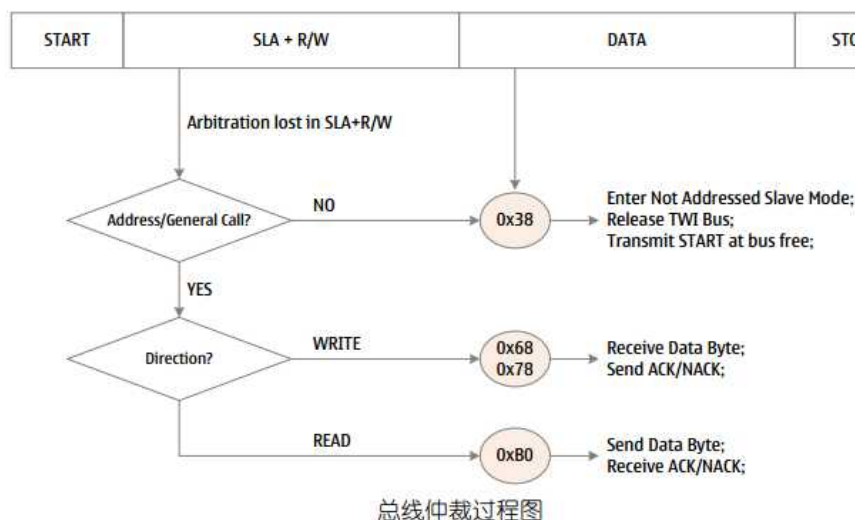 START
SLA + R/W
DATA
Arbitration lost in SLA+R/W
Address/General Call?
NO
0x38
Enter Not Addressed Slave Mode;
Release TWI Bus;
Transmit START at bus free;
YES
Direction?
WRITE
0x68
0x78
Receive Data Byte;
Send ACK/NACK;
READ
0xB0
Send Data Byte;
Receive ACK/NACK;
总线仲裁过程图